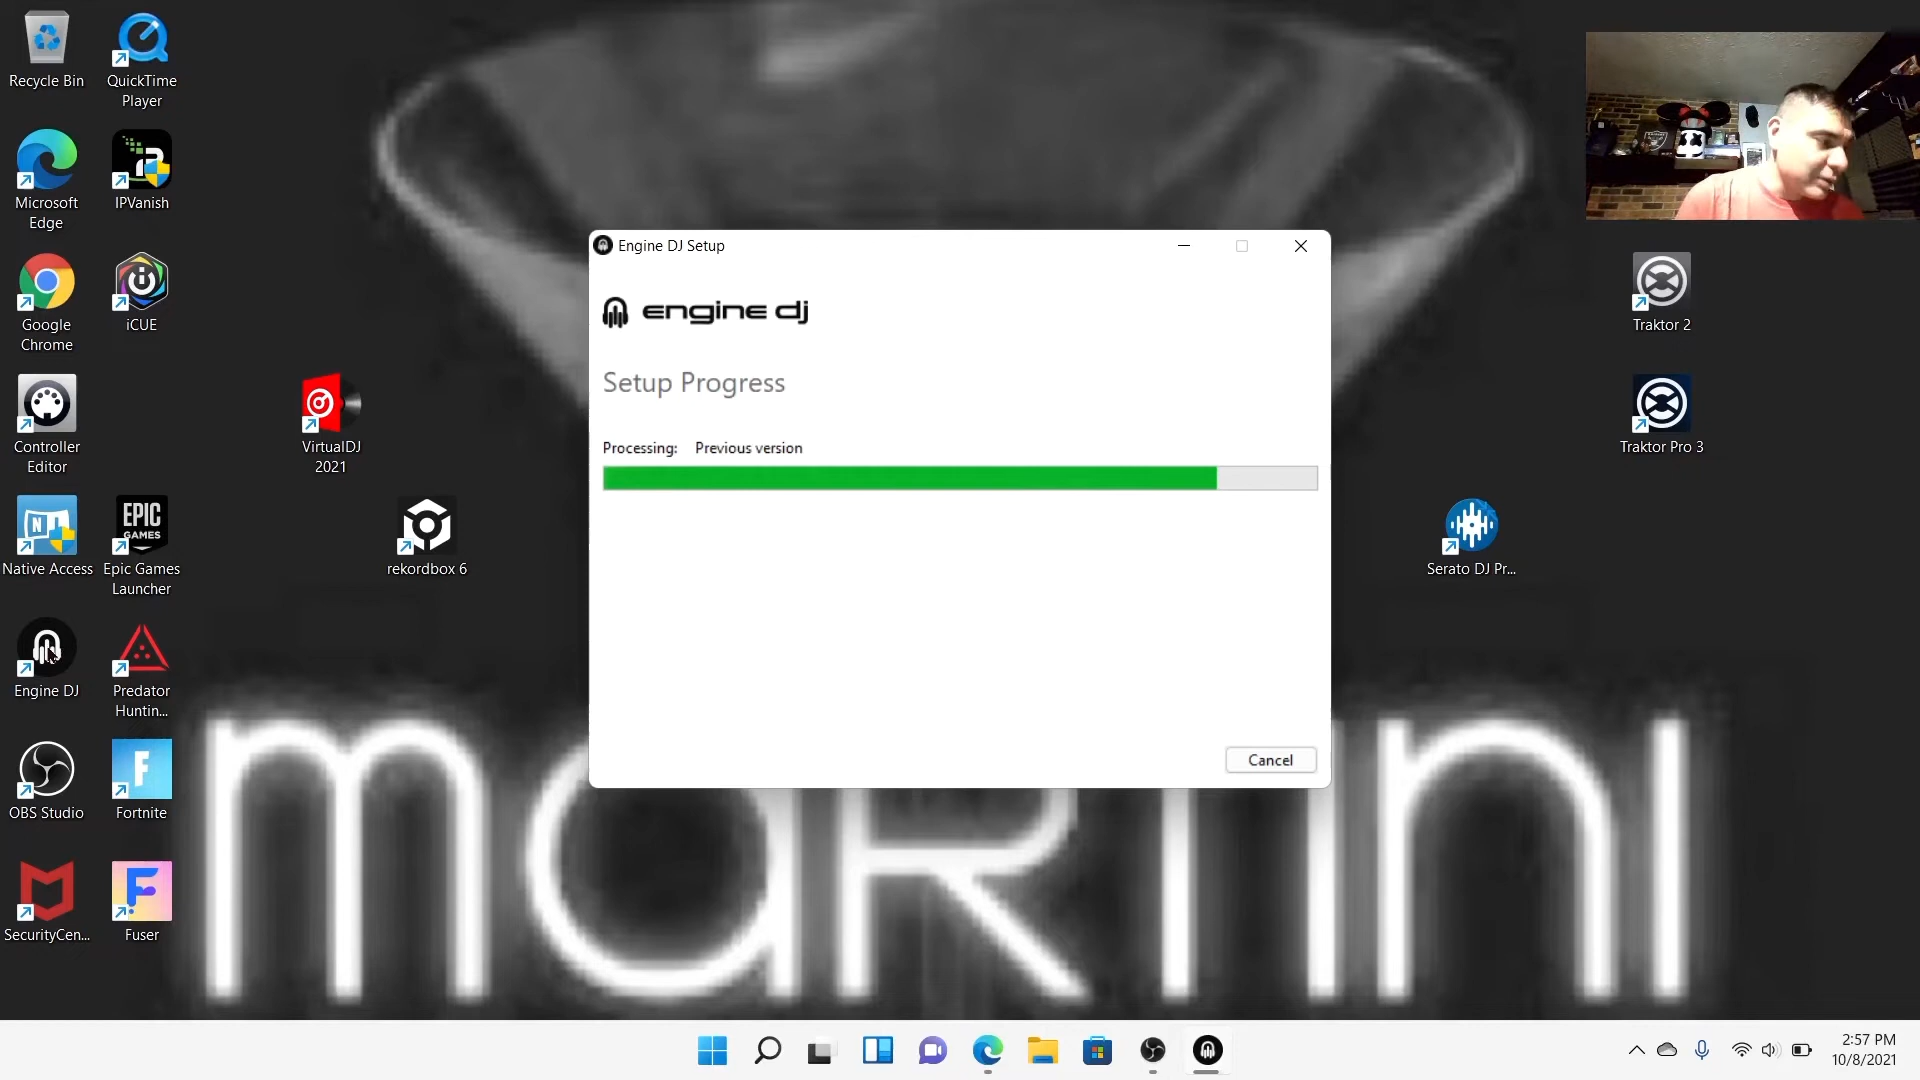 Recycle Bin
QuickTime
Player
Microsoft
Edge
IPVanish
Google
Chrome
iCUE
Controller
Editor
VirtualDJ
2021
Native Access
EPIC
GAMES
Epic Games
Launcher
rekordbox 6
Engine DJ
Predator
Huntin...
OBS Studio
Fortnite
SecurityCen...
Fuser
Engine DJ Setup
engine dj
Setup Progress
Processing: Previous version
Cancel
Traktor 2
Traktor Pro 3
Serato DJ Pr...
maRTini
2:57 PM
10/8/2021